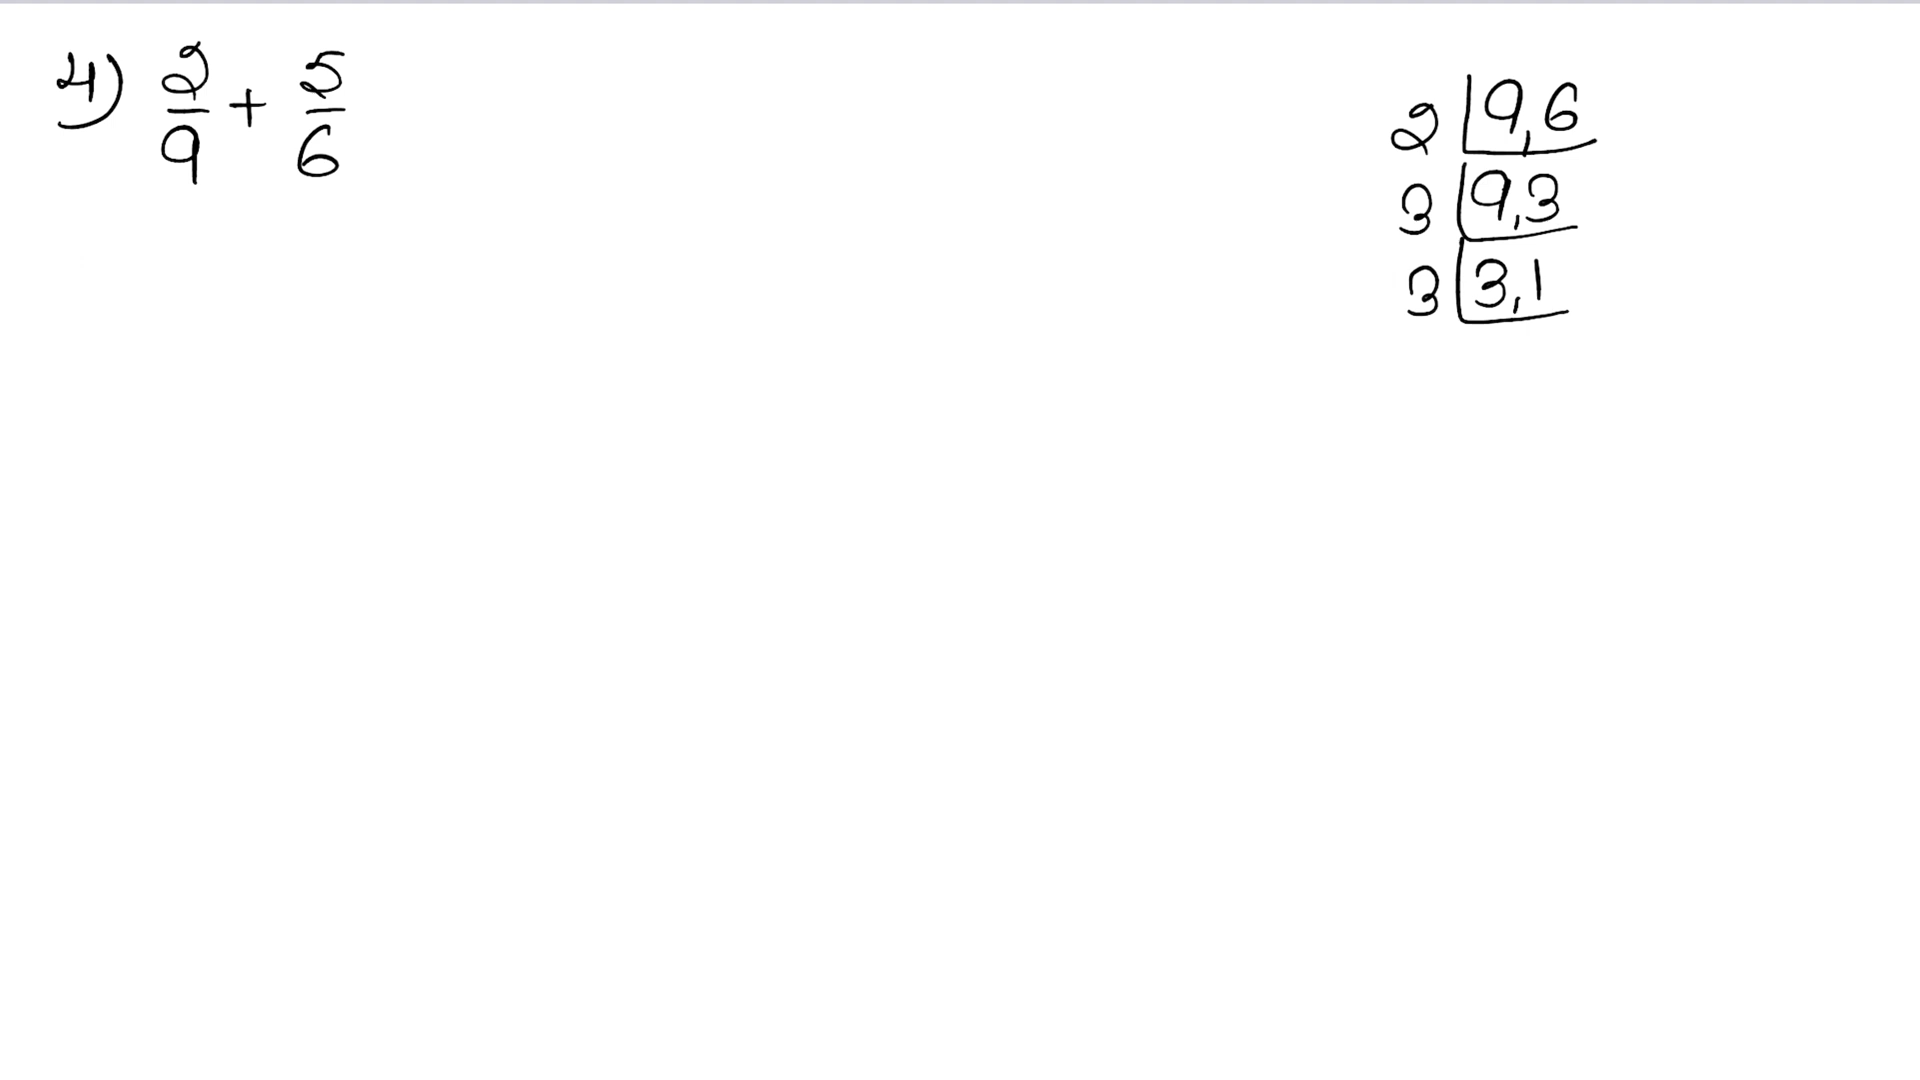 4) 2/9 + 5/6
2 | 9,6
3 | 9,3
3 | 3,1